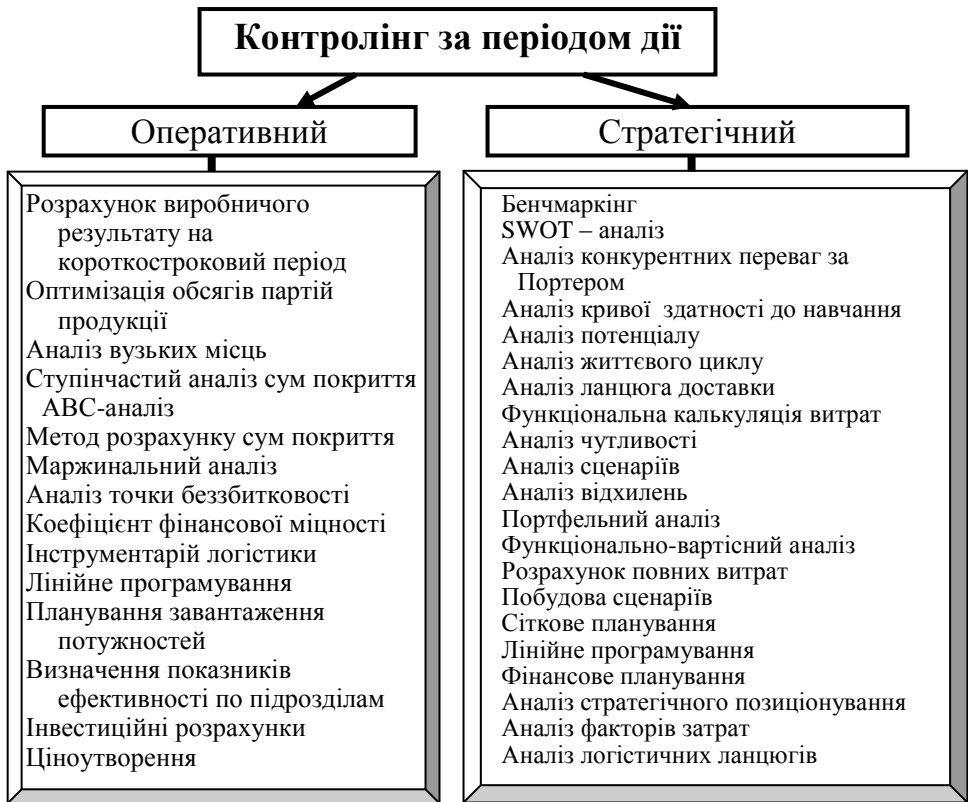 Контролінг за періодом дії
Оперативний
Розрахунок виробничого
результату на
короткостроковий період
Оптимізація обсягів партій
продукції
Аналіз вузьких місць
Ступінчастий аналіз сум покриття
АВС-аналіз
Метод розрахунку сум покриття
Маржинальний аналіз
Аналіз точки беззбитковості
Коефіцієнт фінансової міцності
Інструментарій логістики
Лінійне програмування
Планування завантаження
потужностей
Визначення показників
ефективності по підрозділам
Інвестиційні розрахунки
Ціноутворення
Стратегічний
Бенчмаркінг
SWOT – аналіз
Аналіз конкурентних переваг за
Портером
Аналіз кривої здатності до навчання
Аналіз потенціалу
Аналіз життєвого циклу
Аналіз ланцюга доставки
Функціональна калькуляція витрат
Аналіз чутливості
Аналіз сценаріїв
Аналіз відхилень
Портфельний аналіз
Функціонально-вартісний аналіз
Розрахунок повних витрат
Побудова сценаріїв
Сіткове планування
Лінійне програмування
Фінансове планування
Аналіз стратегічного позиціонування
Аналіз факторів затрат
Аналіз логістичних ланцюгів